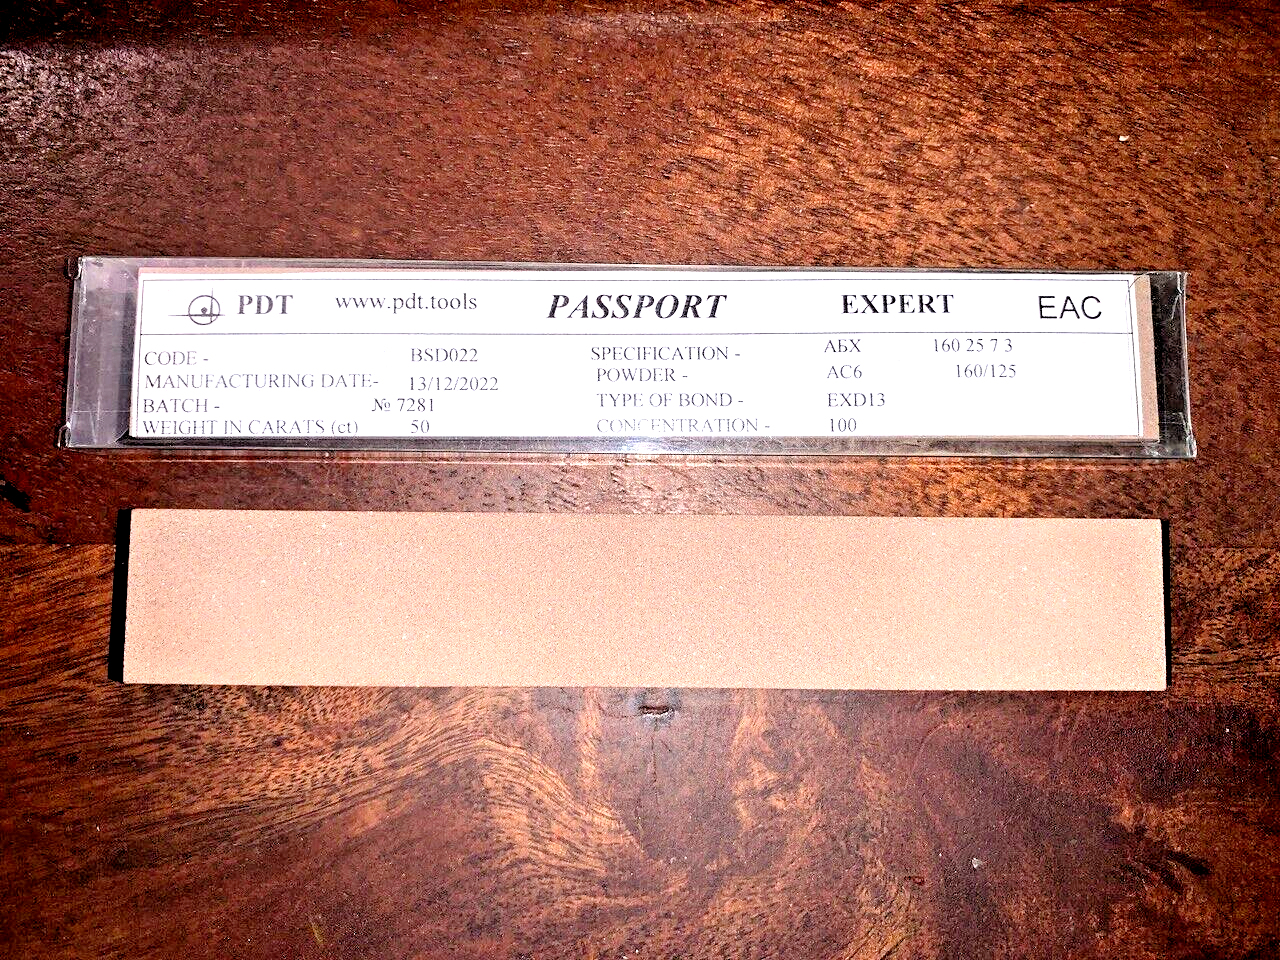 PDT www.pdt.tools PASSPORT EXPERT EAC
CODE - BSD022 SPECIFICATION - АБХ 160 25 7 3
MANUFACTURING DATE- 13/12/2022 POWDER - AC6 160/125
BATCH - № 7281 TYPE OF BOND - EXD13
WEIGHT IN CARATS (ct) 50 CONCENTRATION - 100